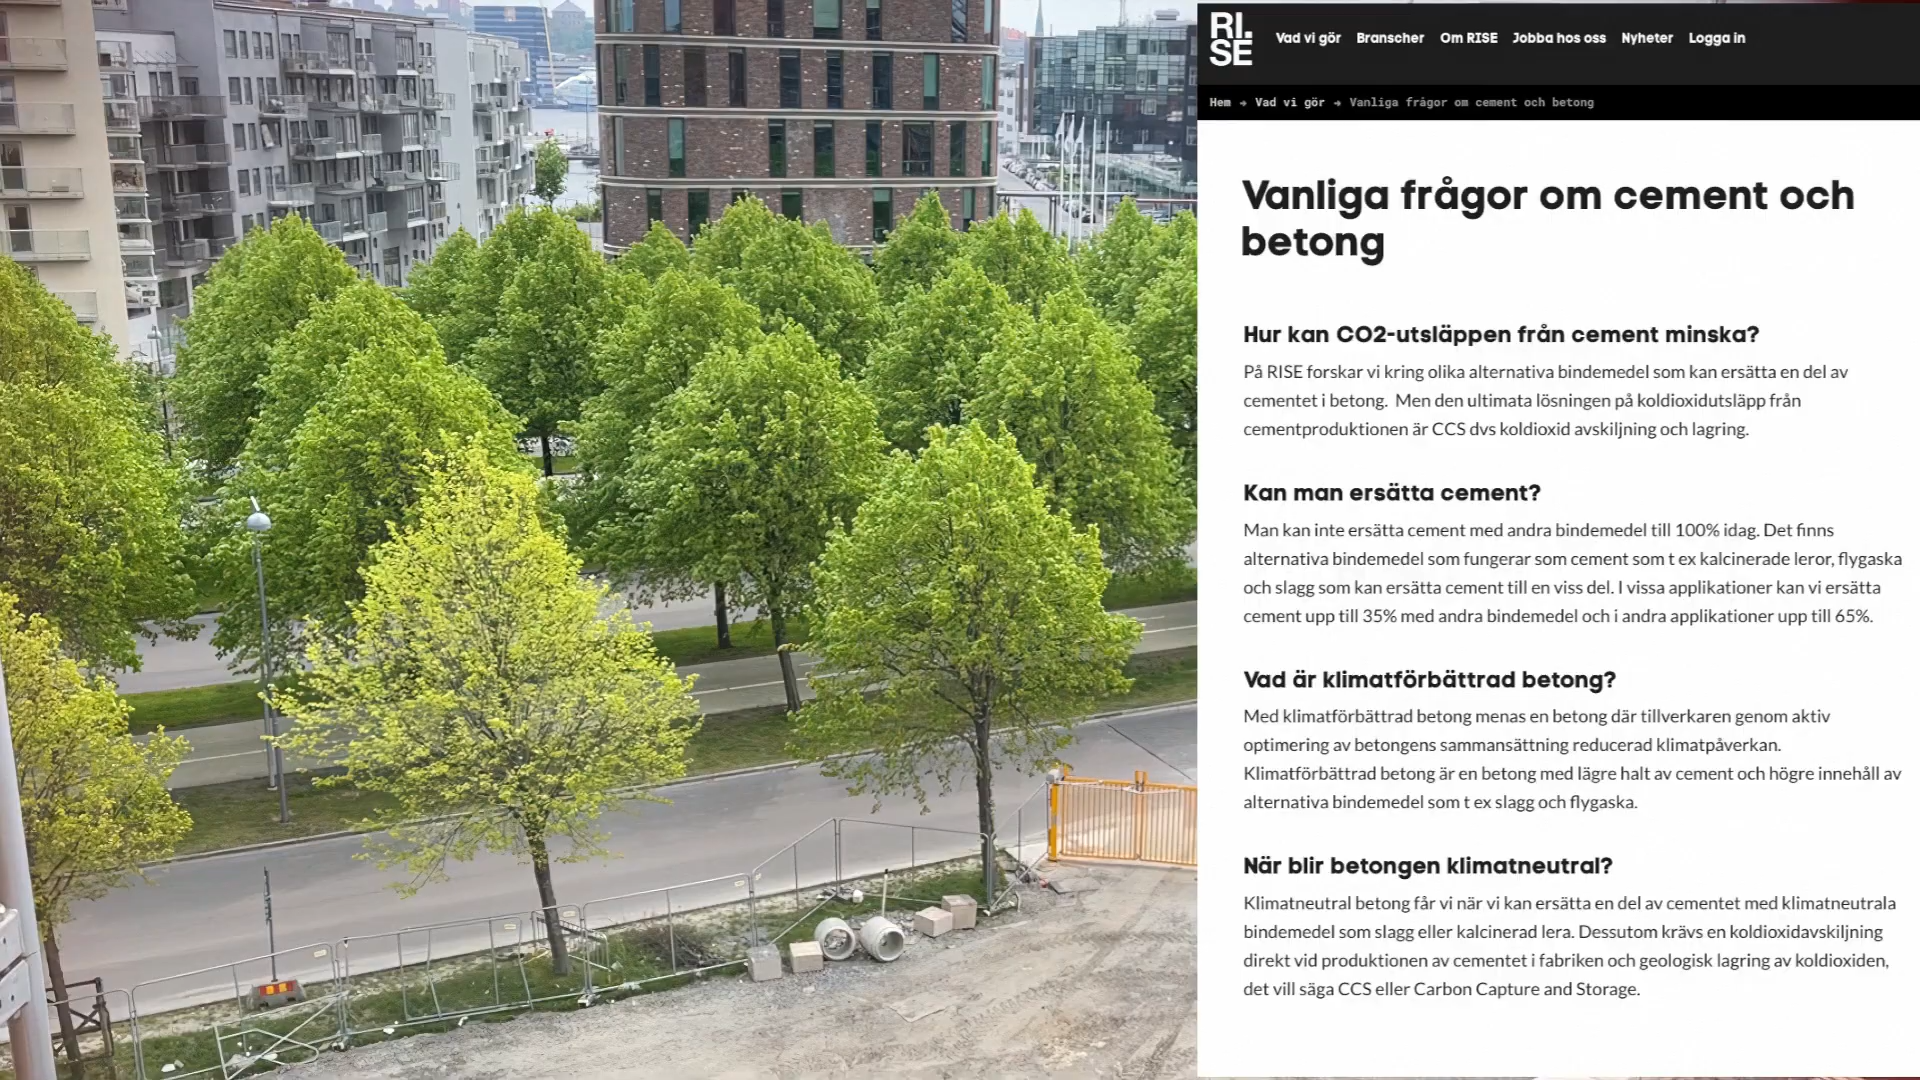 RI.
SE
Vad vi gör Branscher Om RISE Jobba hos oss Nyheter Logga in
Hem → Vad vi gör → Vanliga frågor om cement och betong
Vanliga frågor om cement och
betong
Hur kan CO2-utsläppen från cement minska?
På RISE forskar vi kring olika alternativa bindemedel som kan ersätta en del av
cementet i betong. Men den ultimata lösningen på koldioxidutsläpp från
cementproduktionen är CCS dvs koldioxid avskiljning och lagring.
Kan man ersätta cement?
Man kan inte ersätta cement med andra bindemedel till 100% idag. Det finns
alternativa bindemedel som fungerar som cement som t ex kalcinerade leror, flygaska
och slagg som kan ersätta cement till en viss del. I vissa applikationer kan vi ersätta
cement upp till 35% med andra bindemedel och i andra applikationer upp till 65%.
Vad är klimatförbättrad betong?
Med klimatförbättrad betong menas en betong där tillverkaren genom aktiv
optimering av betongens sammansättning reducerad klimatpåverkan.
Klimatförbättrad betong är en betong med lägre halt av cement och högre innehåll av
alternativa bindemedel som t ex slagg och flygaska.
När blir betongen klimatneutral?
Klimatneutral betong får vi när vi kan ersätta en del av cementet med klimatneutrala
bindemedel som slagg eller kalcinerad lera. Dessutom krävs en koldioxidavskiljning
direkt vid produktionen av cementet i fabriken och geologisk lagring av koldioxiden,
det vill säga CCS eller Carbon Capture and Storage.